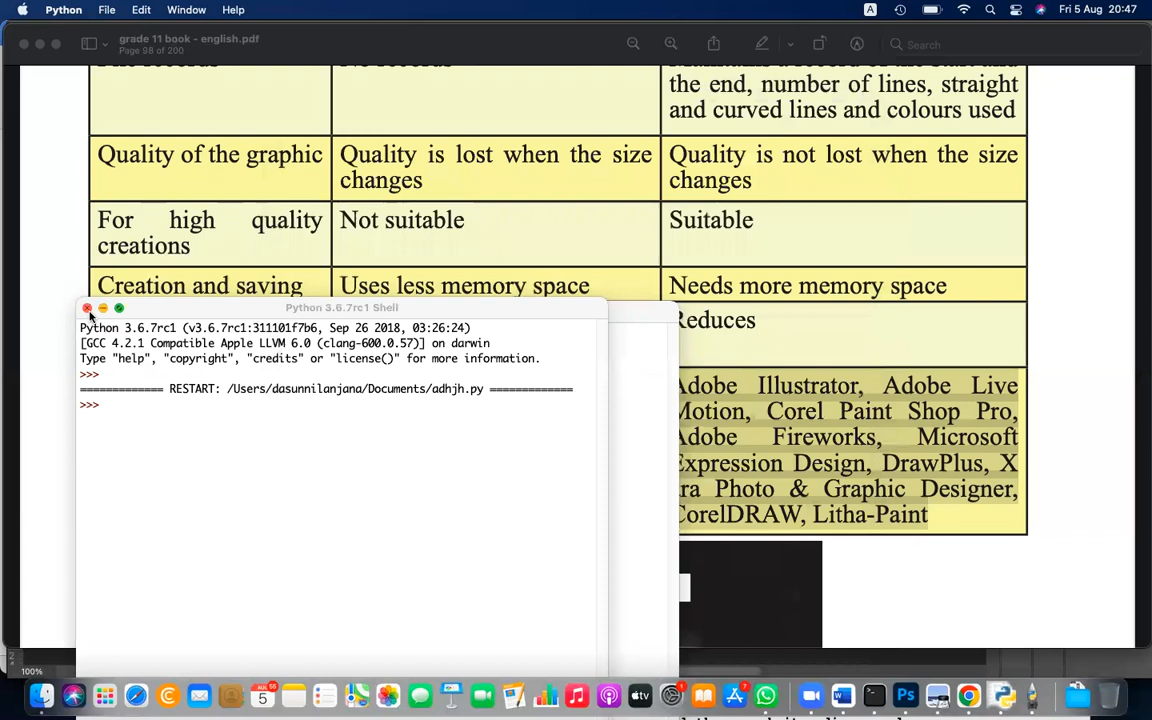 Python File Edit Window Help
A
Fri 5 Aug 20:47
grade 11 book - english.pdf
Page 98 of 200
Search
the end, number of lines, straight
and curved lines and colours used
Quality of the graphic
Quality is lost when the size
changes
Quality is not lost when the size
changes
For high quality
creations
Not suitable
Suitable
Creation and saving
Uses less memory space
Needs more memory space
Python 3.6.7rc1 Shell
Python 3.6.7rc1 (v3.6.7rc1:311101f7b6, Sep 26 2018, 03:26:24)
[GCC 4.2.1 Compatible Apple LLVM 6.0 (clang-600.0.57)] on darwin
Type "help", "copyright", "credits" or "license()" for more information.
>>>
============= RESTART: /Users/dasunnilanjana/Documents/adhjh.py =============
>>>
Reduces
Adobe Illustrator, Adobe Live
Motion, Corel Paint Shop Pro,
Adobe Fireworks, Microsoft
Expression Design, DrawPlus, X
ara Photo & Graphic Designer,
CorelDRAW, Litha-Paint
2
100%
AUG
5
tv
W
Ps